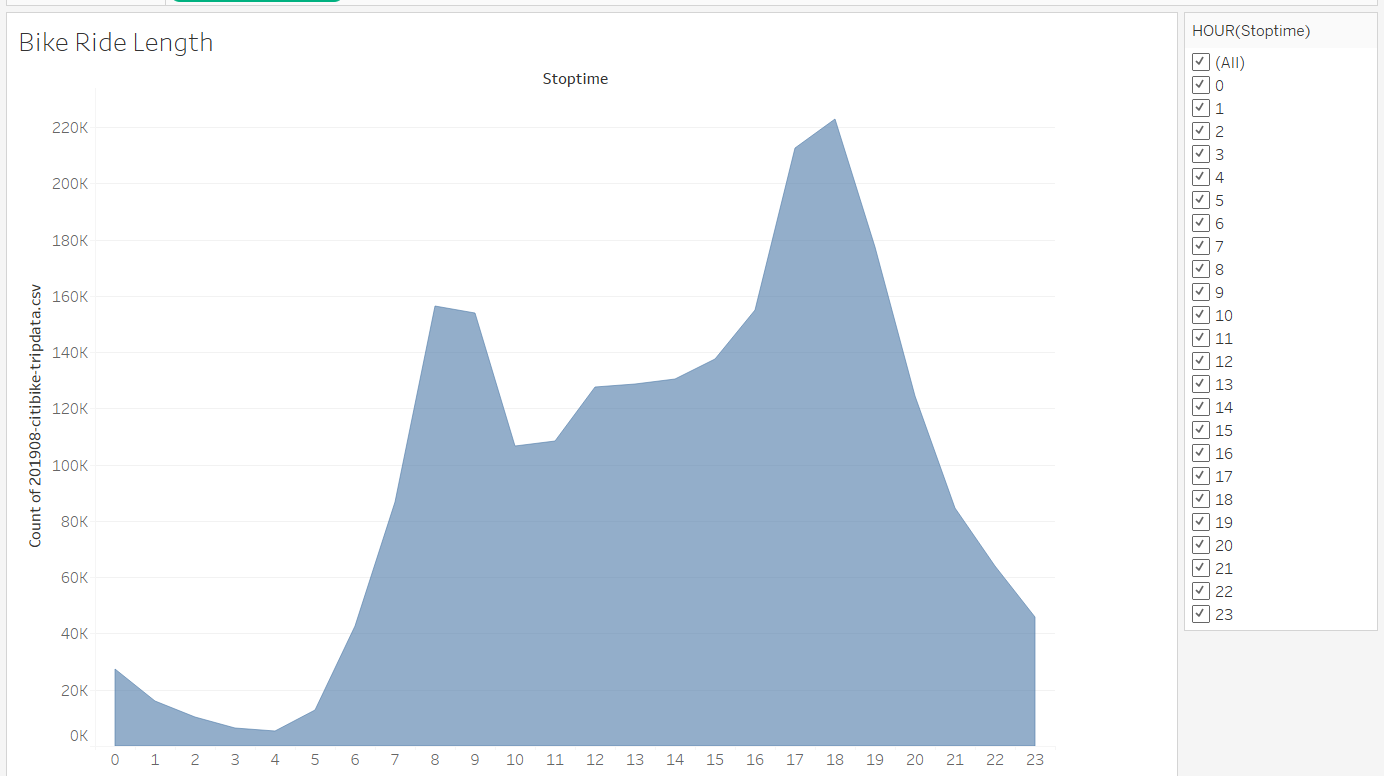 Bike Ride Length
Stoptime
Count of 201908-citibike-tripdata.csv
220K
200K
180K
160K
140K
120K
100K
80K
60K
40K
20K
0K
0 1 2 3 4 5 6 7 8 9 10 11 12 13 14 15 16 17 18 19 20 21 22 23
HOUR(Stoptime)
(All)
0
1
2
3
4
5
6
7
8
9
10
11
12
13
14
15
16
17
18
19
20
21
22
23